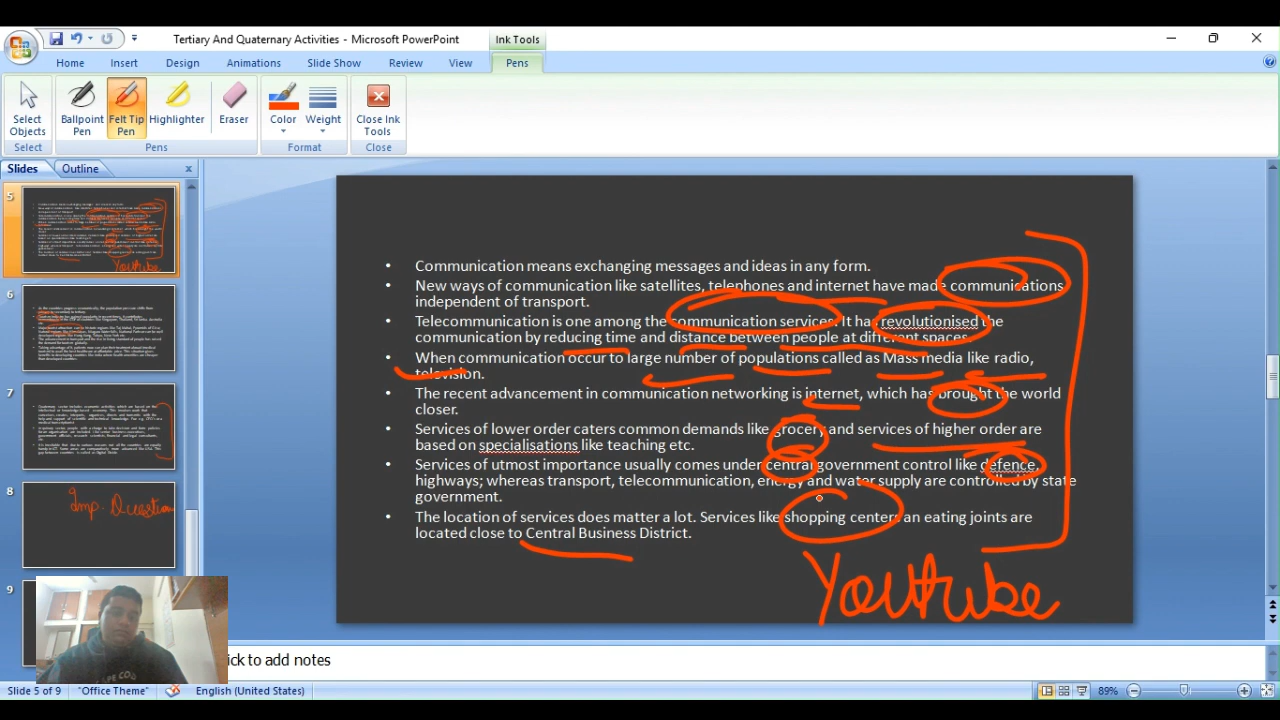 Tertiary And Quaternary Activities - Microsoft PowerPoint
Ink Tools
Home Insert Design Animations Slide Show Review View Pens
Select Objects
Ballpoint Pen
Felt Tip Pen
Highlighter
Eraser
Color
Weight
Close Ink Tools
Select Pens Format Close
Slides Outline
5
6
7
8
Imp. Question
9
• Communication means exchanging messages and ideas in any form.
• New ways of communication like satellites, telephones and internet have made communications
independent of transport.
• Telecommunication is one among the communication services. It has revolutionised the
communication by reducing time and distance between people at different spaces.
• When communication occur to large number of populations called as Mass media like radio,
television.
• The recent advancement in communication networking is internet, which has brought the world
closer.
• Services of lower order caters common demands like grocery and services of higher order are
based on spcialisations like teaching etc.
• Services of utmost importance usually comes under central government control like defence,
highways; whereas transport, telecommunication, energy and water supply are controlled by state
government.
• The location of services does matter a lot. Services like shopping centers an eating joints are
located close to Central Business District.
Youtube
ick to add notes
Slide 5 of 9 "Office Theme" English (United States) 89%